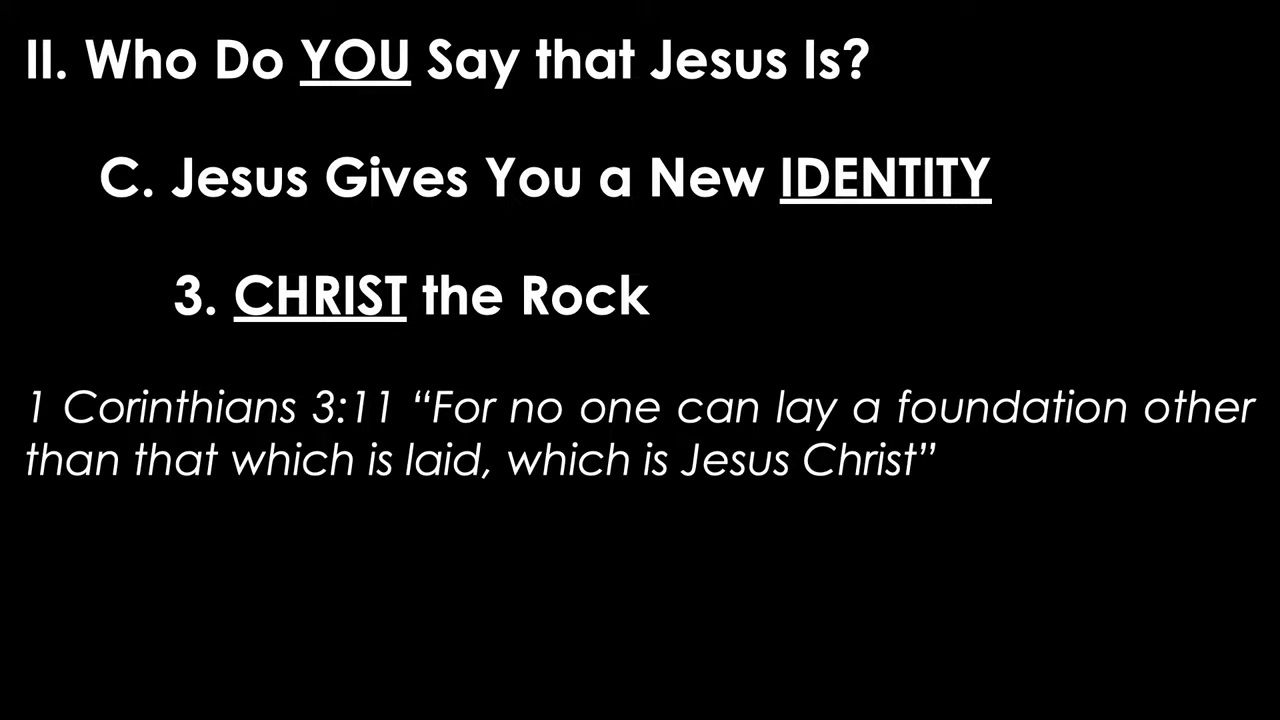 II. Who Do YOU Say that Jesus Is?
C. Jesus Gives You a New IDENTITY
3. CHRIST the Rock
1 Corinthians 3:11 “For no one can lay a foundation other
than that which is laid, which is Jesus Christ”